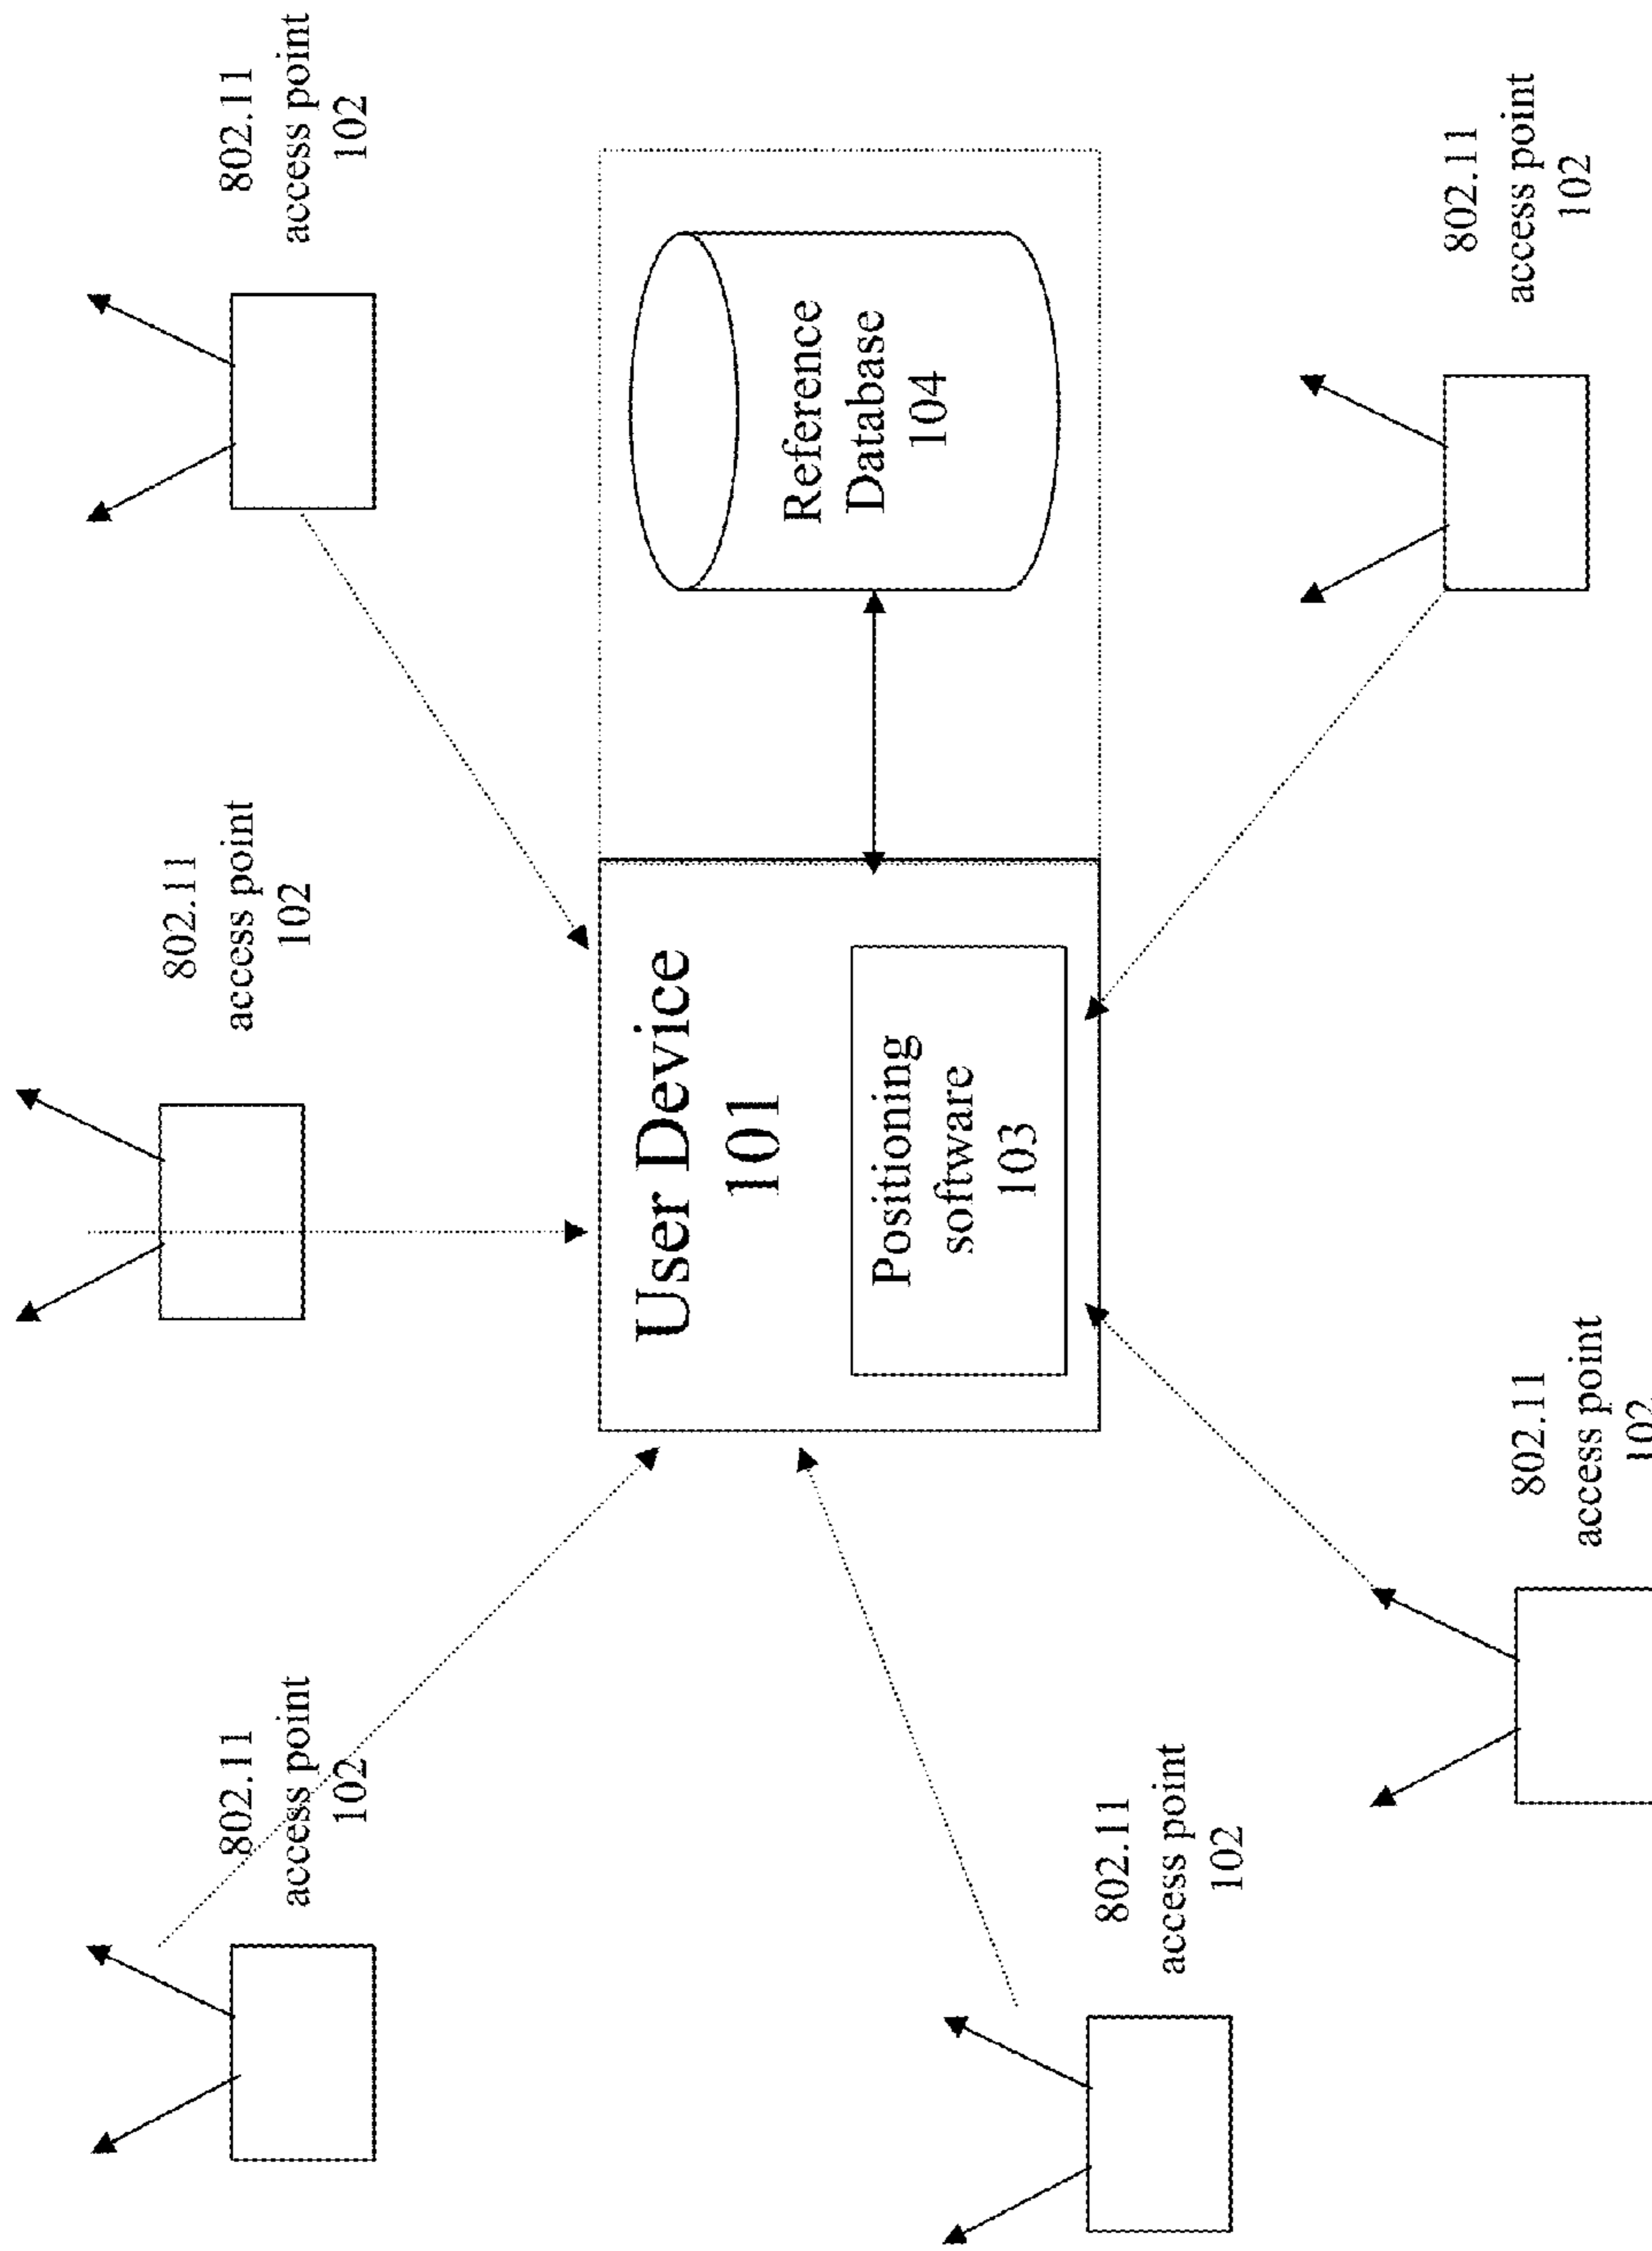 802.11
access point
102
802.11
access point
102
802.11
access point
102
User Device
101
Positioning
software
103
Reference
Database
104
802.11
access point
102
802.11
access point
102
802.11
access point
102